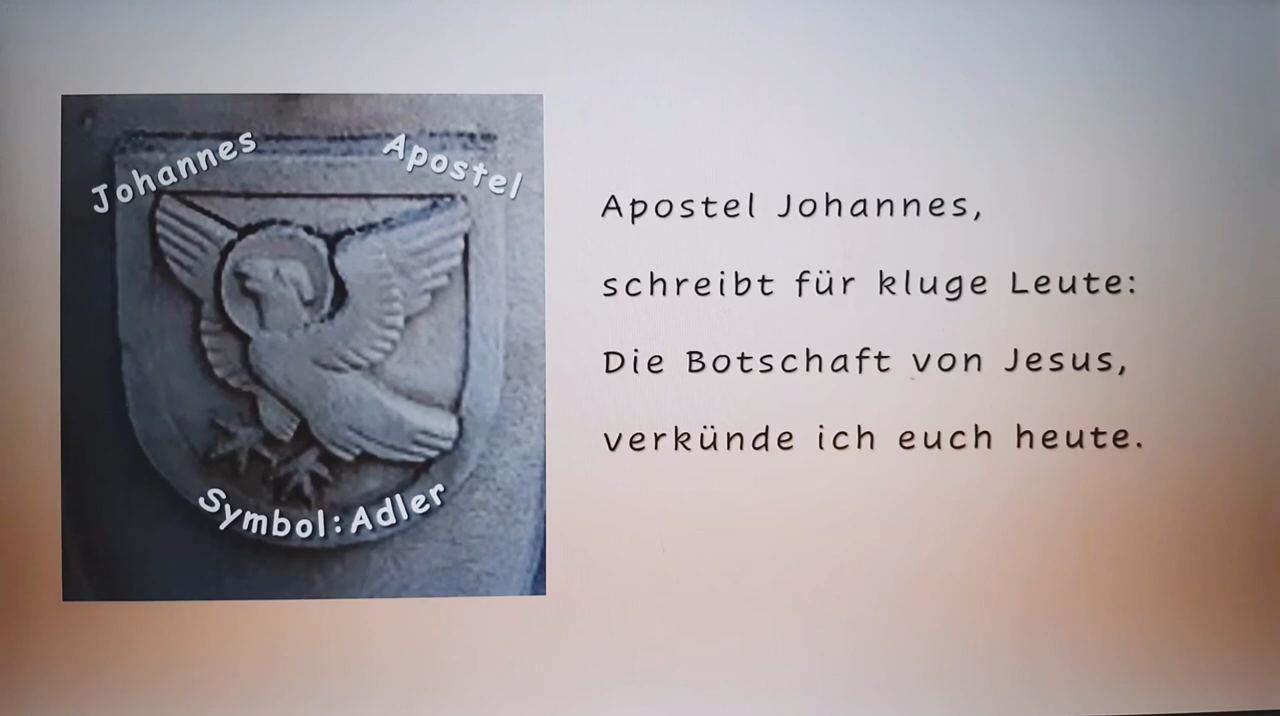 Johannes Apostel
Symbol: Adler
Apostel Johannes,
schreibt für kluge Leute:
Die Botschaft von Jesus,
verkünde ich euch heute.